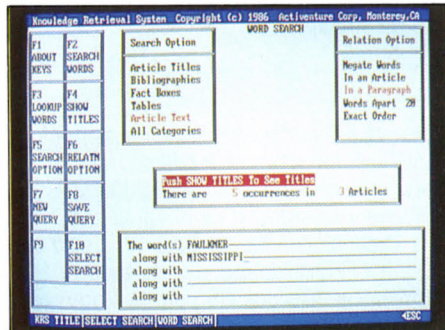 Knowledge Retrieval System Copyright (c) 1986 Activenture Corp, Monterey,CA
WORD SEARCH
F1 ABOUT KEYS
F2 SEARCH WORDS
F3 LOOKUP WORDS
F4 SHOW TITLES
F5 SEARCH OPTION
F6 RELATN OPTION
F7 NEW QUERY
F8 SAVE QUERY
F9
F10 SELECT SEARCH
Search Option
Article Titles
Bibliographies
Fact Boxes
Tables
Article Text
All Categories
Relation Option
Negate Words
In an Article
In a Paragraph
Words Apart 20
Exact Order
Push SHOW TITLES To See Titles
There are 5 occurrences in 3 Articles
The word(s) FAULKNER
along with MISSISSIPPI
along with
along with
along with
KRS TITLE SELECT SEARCH WORD SEARCH ◄ESC